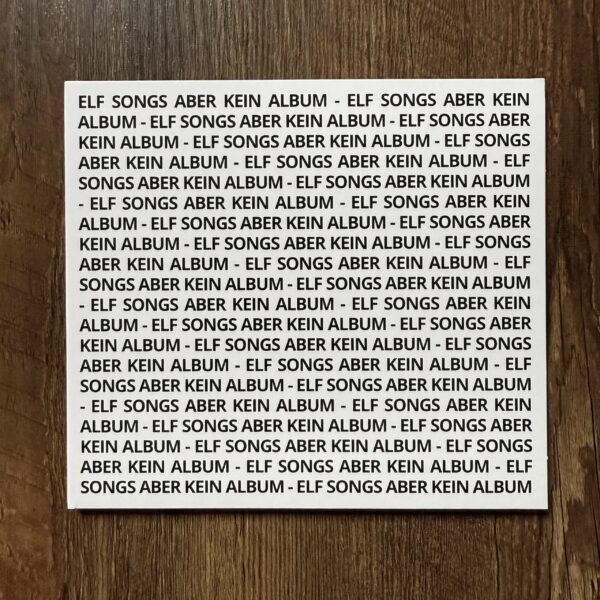 ELF SONGS ABER KEIN ALBUM - ELF SONGS ABER KEIN
ALBUM - ELF SONGS ABER KEIN ALBUM - ELF SONGS ABER
KEIN ALBUM - ELF SONGS ABER KEIN ALBUM - ELF SONGS
ABER KEIN ALBUM - ELF SONGS ABER KEIN ALBUM - ELF
SONGS ABER KEIN ALBUM - ELF SONGS ABER KEIN ALBUM
- ELF SONGS ABER KEIN ALBUM - ELF SONGS ABER KEIN
ALBUM - ELF SONGS ABER KEIN ALBUM - ELF SONGS ABER
KEIN ALBUM - ELF SONGS ABER KEIN ALBUM - ELF SONGS
ABER KEIN ALBUM - ELF SONGS ABER KEIN ALBUM - ELF
SONGS ABER KEIN ALBUM - ELF SONGS ABER KEIN ALBUM
- ELF SONGS ABER KEIN ALBUM - ELF SONGS ABER KEIN
ALBUM - ELF SONGS ABER KEIN ALBUM - ELF SONGS ABER
KEIN ALBUM - ELF SONGS ABER KEIN ALBUM - ELF SONGS
ABER KEIN ALBUM - ELF SONGS ABER KEIN ALBUM - ELF
SONGS ABER KEIN ALBUM - ELF SONGS ABER KEIN ALBUM
- ELF SONGS ABER KEIN ALBUM - ELF SONGS ABER KEIN
ALBUM - ELF SONGS ABER KEIN ALBUM - ELF SONGS ABER
KEIN ALBUM - ELF SONGS ABER KEIN ALBUM - ELF SONGS
ABER KEIN ALBUM - ELF SONGS ABER KEIN ALBUM - ELF
SONGS ABER KEIN ALBUM - ELF SONGS ABER KEIN ALBUM